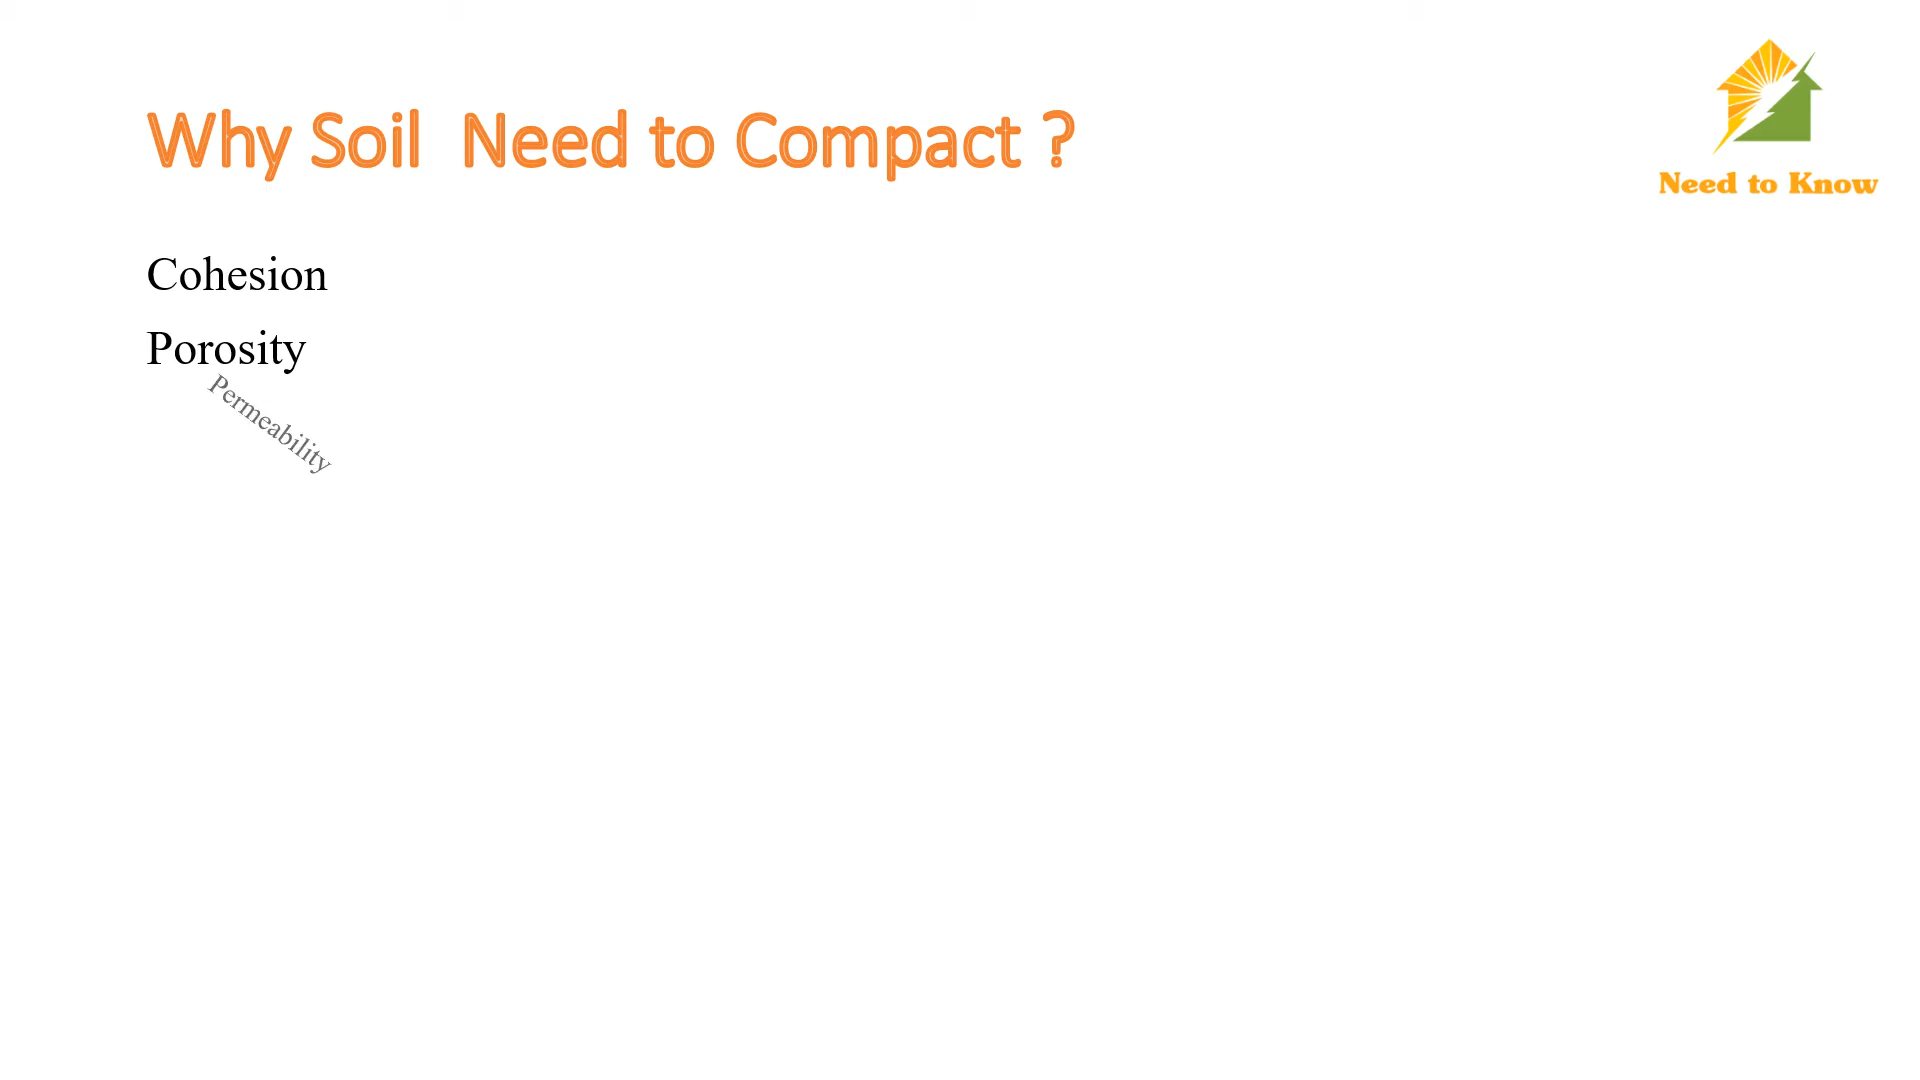 Why Soil  Need to Compact ?
Need to Know
Cohesion
Porosity
Permeability